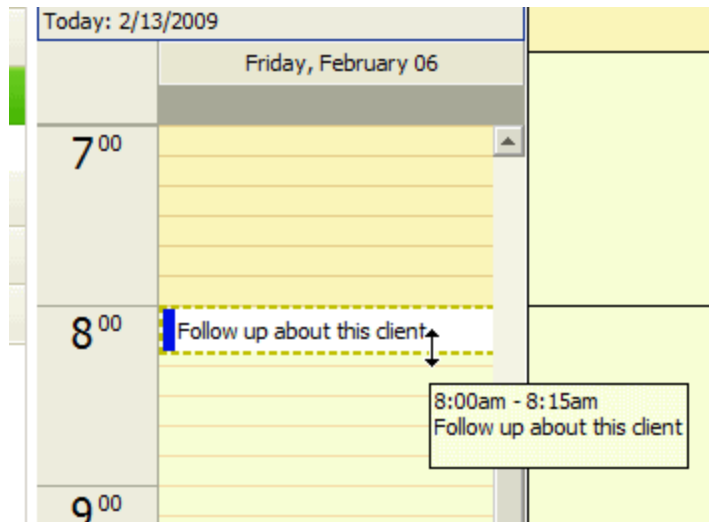 Today: 2/13/2009
Friday, February 06
7 00
8 00
Follow up about this client
8:00am - 8:15am
Follow up about this client
9 00